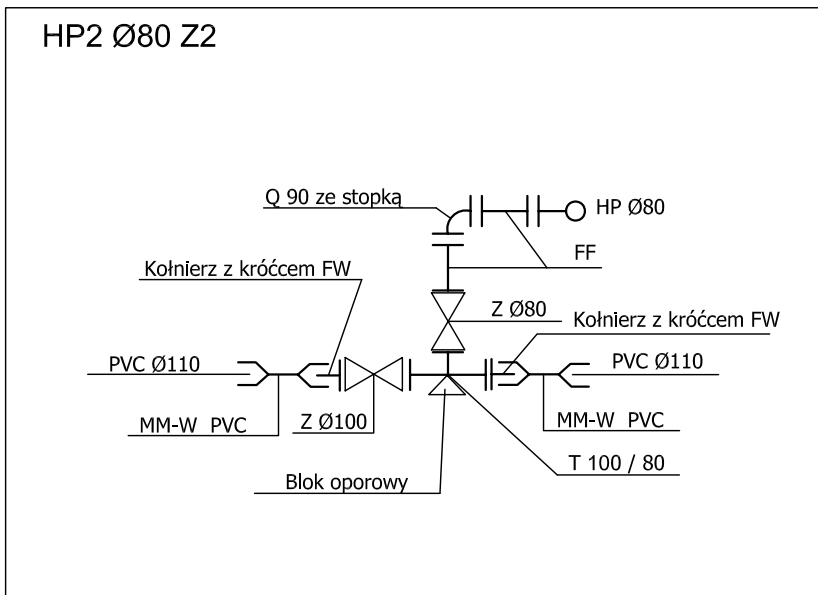 HP2 Ø80 Z2
Q 90 ze stopką
HP Ø80
FF
Kołnierz z króćcem FW
Z Ø80
Kołnierz z króćcem FW
PVC Ø110
PVC Ø110
MM-W PVC
Z Ø100
MM-W PVC
T 100 / 80
Blok oporowy